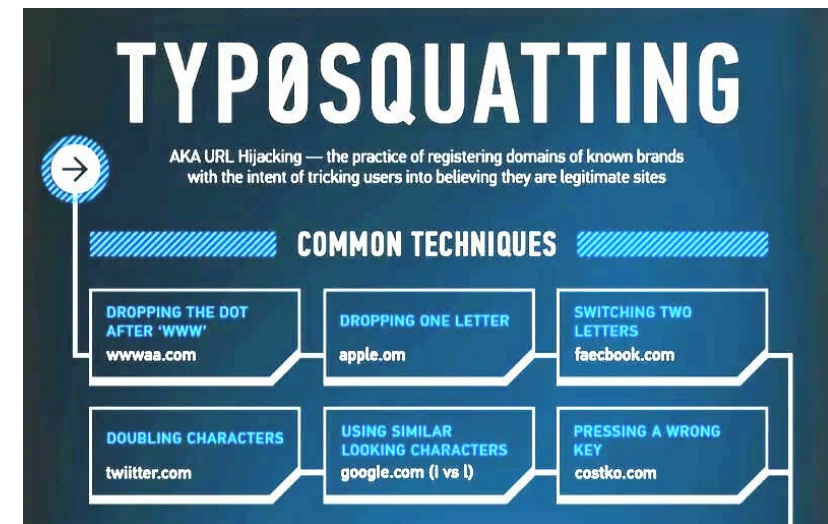 TYPØSQUATTING
AKA URL Hijacking — the practice of registering domains of known brands
with the intent of tricking users into believing they are legitimate sites
COMMON TECHNIQUES
DROPPING THE DOT
AFTER ‘WWW’
wwwaa.com
DROPPING ONE LETTER
apple.om
SWITCHING TWO
LETTERS
faecbook.com
DOUBLING CHARACTERS
twiitter.com
USING SIMILAR
LOOKING CHARACTERS
google.com (I vs l)
PRESSING A WRONG
KEY
costko.com